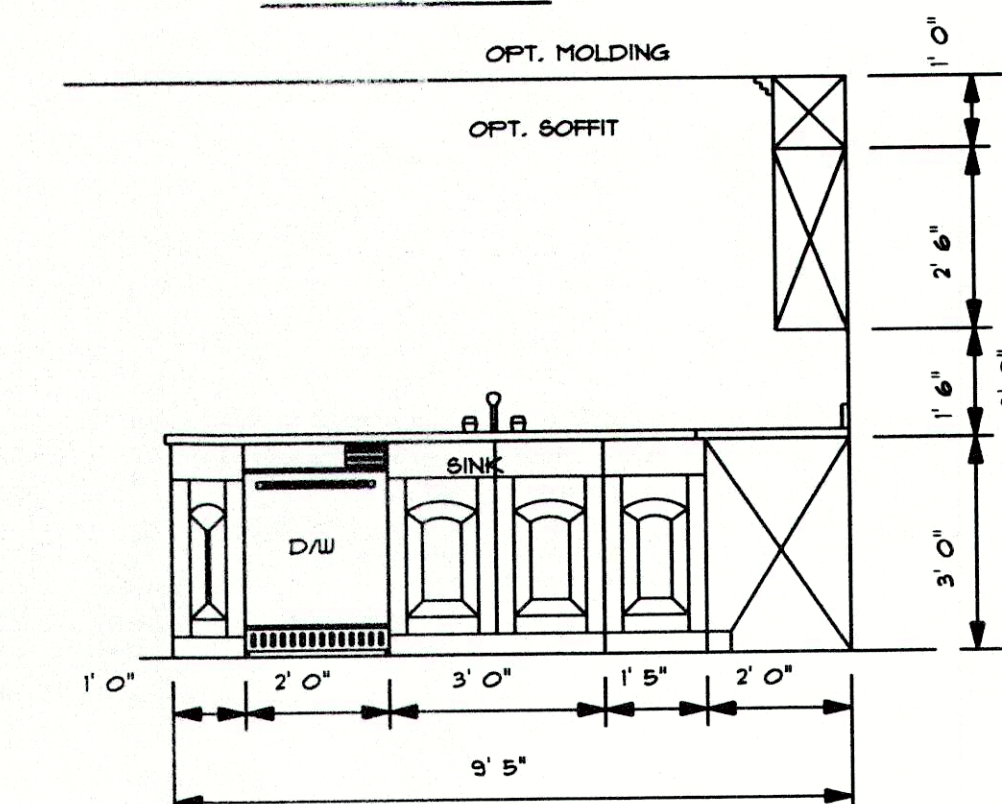 OPT. MOLDING
OPT. SOFFIT
1' 0"
2' 6"
1' 6"
3' 0"
SINK
D/W
1' 0"
2' 0"
3' 0"
1' 5"
2' 0"
9' 5"